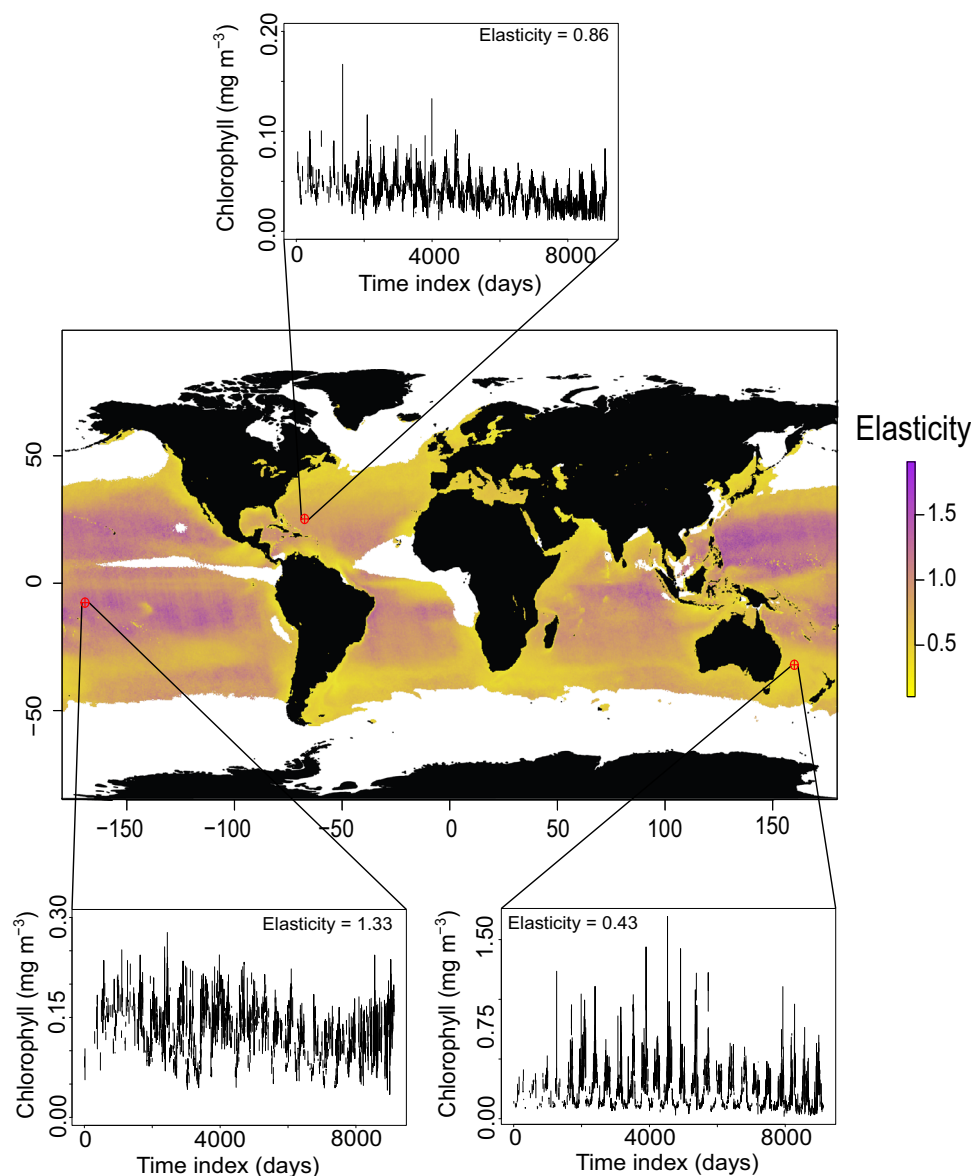 Elasticity = 0.86
Chlorophyll (mg m⁻³)
0.20
0.10
0.00
0 4000 8000
Time index (days)
Elasticity
1.5
1.0
0.5
50
0
−50
−150 −100 −50 0 50 100 150
Elasticity = 1.33
Chlorophyll (mg m⁻³)
0.30
0.15
0.00
0 4000 8000
Time index (days)
Elasticity = 0.43
Chlorophyll (mg m⁻³)
1.50
0.75
0.00
0 4000 8000
Time index (days)